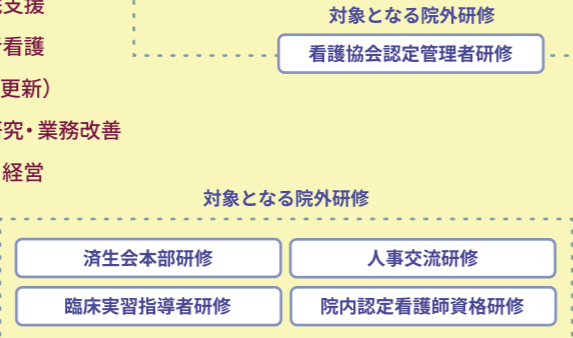 支援
対象となる院外研修
看護
看護協会認定管理者研修
更新）
究・業務改善
経営
対象となる院外研修
済生会本部研修
人事交流研修
臨床実習指導者研修
院内認定看護師資格研修